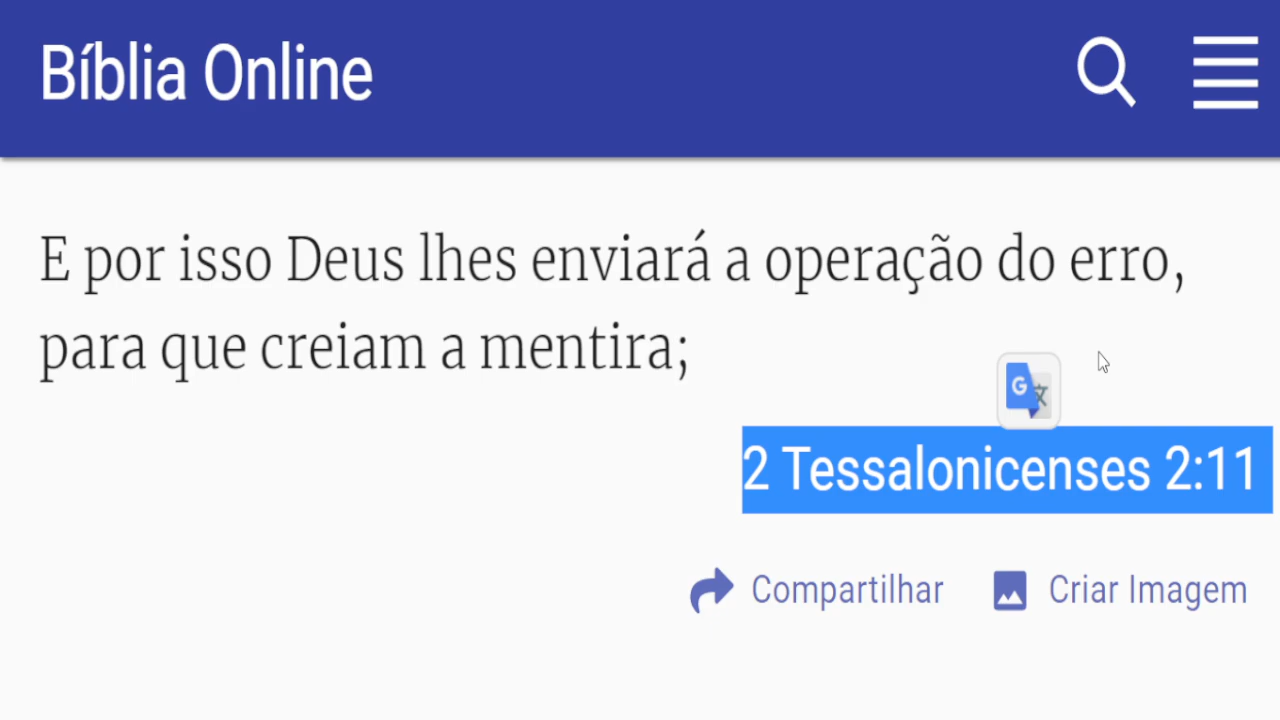 Bíblia Online
E por isso Deus lhes enviará a operação do erro,
para que creiam a mentira;
G 文
2 Tessalonicenses 2:11
Compartilhar Criar Imagem